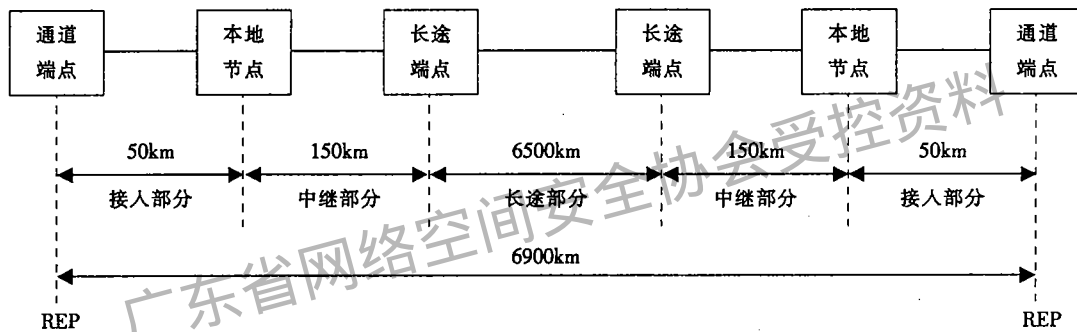 通道 本地 长途 长途 本地 通道
端点 节点 端点 端点 节点 端点
50km 150km 6500km 150km 50km
接人部分 中继部分 长途部分 中继部分 接人部分
6900km
REP REP
广东省网络空间安全协会受控资料